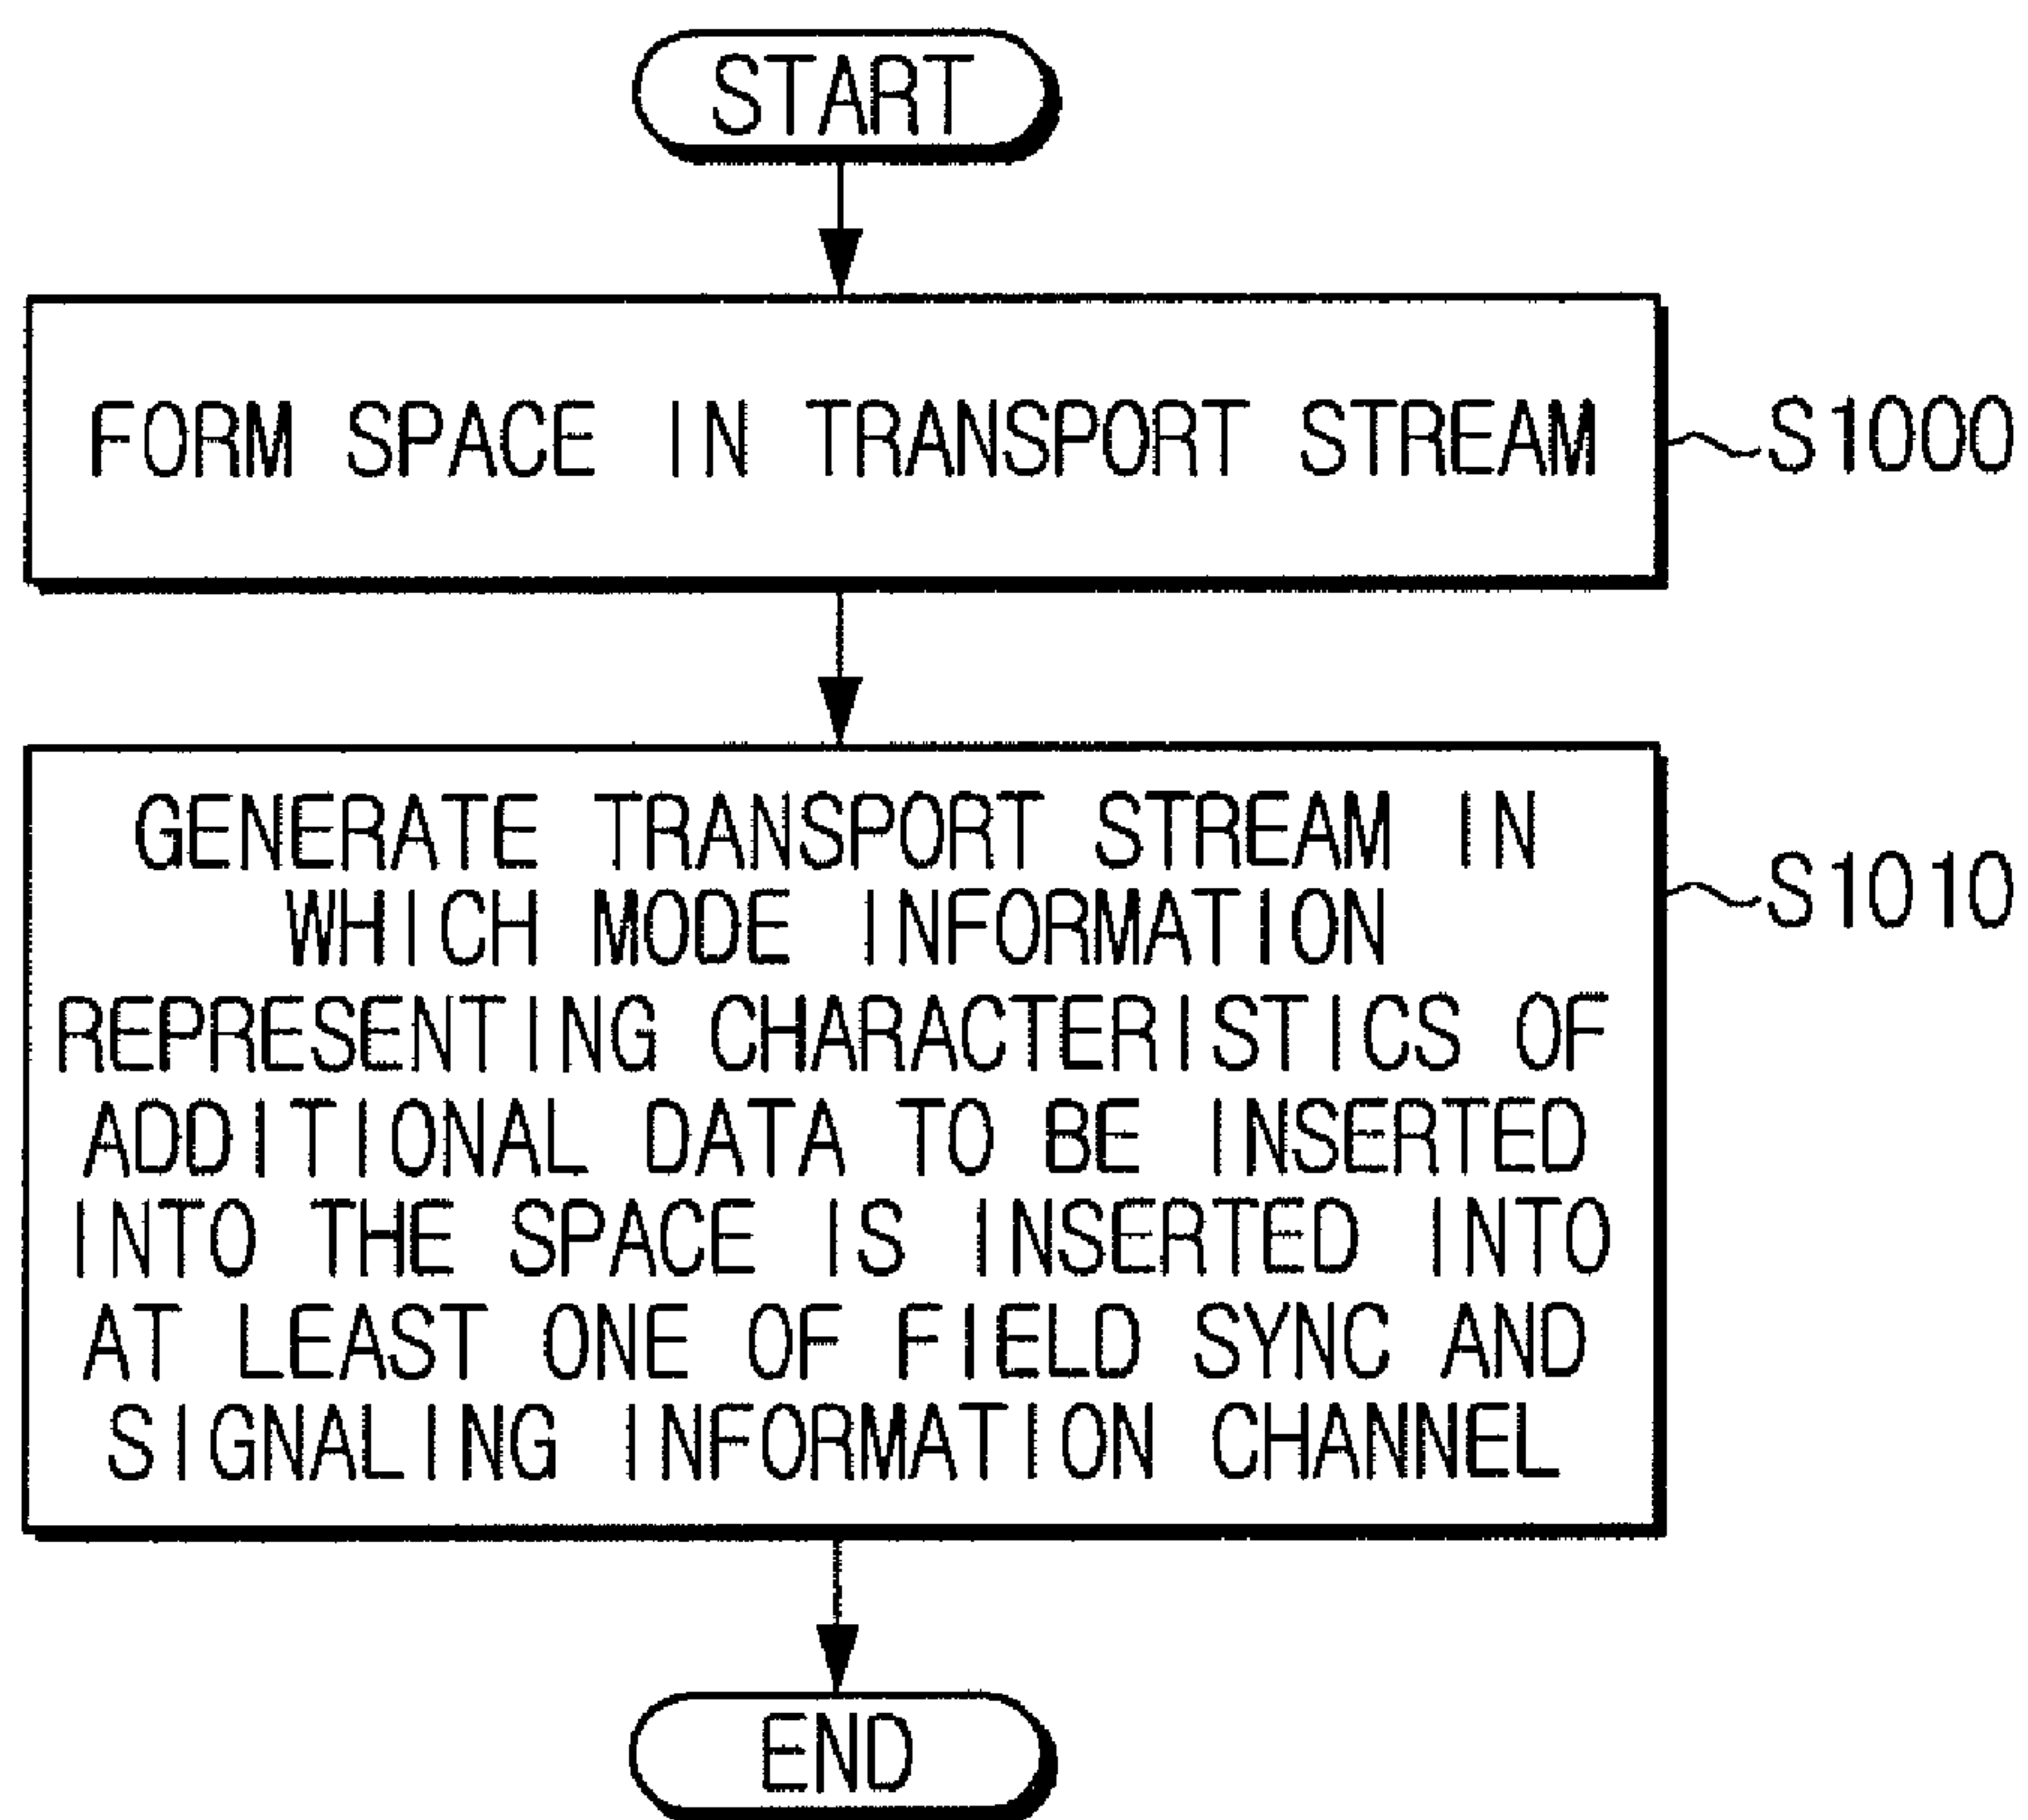 START
FORM SPACE IN TRANSPORT STREAM
S1000
GENERATE TRANSPORT STREAM IN
WHICH MODE INFORMATION
REPRESENTING CHARACTERISTICS OF
ADDITIONAL DATA TO BE INSERTED
INTO THE SPACE IS INSERTED INTO
AT LEAST ONE OF FIELD SYNC AND
SIGNALING INFORMATION CHANNEL
S1010
END